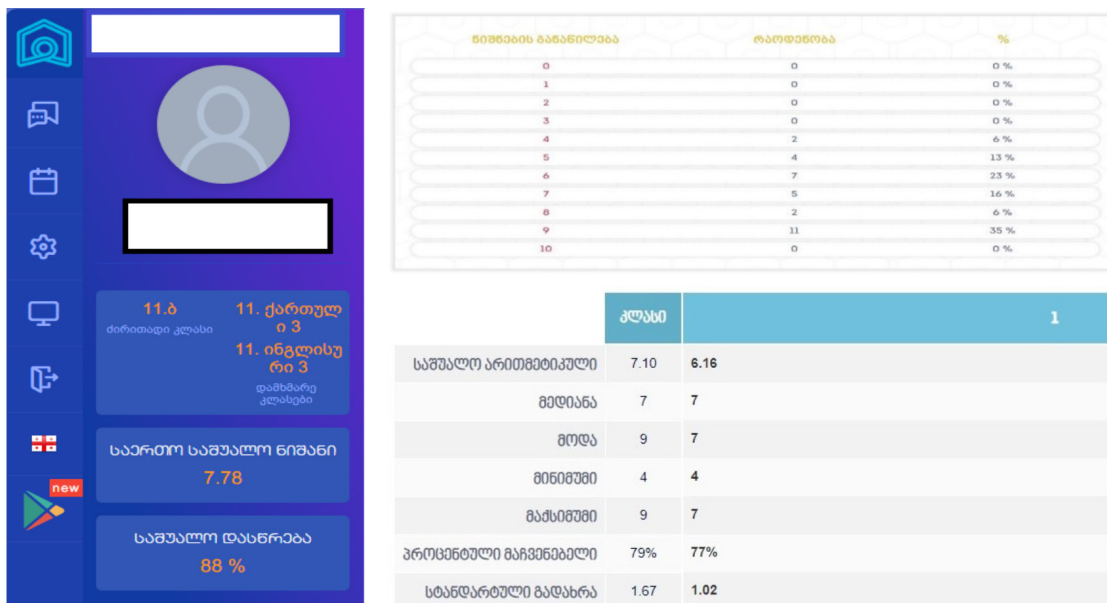 11.ბ
ძირითადი კლასი
11. ქართულ
ი 3
11. ინგლისუ
რი 3
დამხმარე
კლასები
საერთო საშუალო ნიშანი
7.78
საშუალო დასწრება
88 %
new
ნიშნების განაწილება რაოდენობა %
0 0 0 %
1 0 0 %
2 0 0 %
3 0 0 %
4 2 6 %
5 4 13 %
6 7 23 %
7 5 16 %
8 2 6 %
9 11 35 %
10 0 0 %
კლასი 1
საშუალო არითმეტიკული 7.10 6.16
მედიანა 7 7
მოდა 9 7
მინიმუმი 4 4
მაქსიმუმი 9 7
პროცენტული მაჩვენებელი 79% 77%
სტანდარტული გადახრა 1.67 1.02